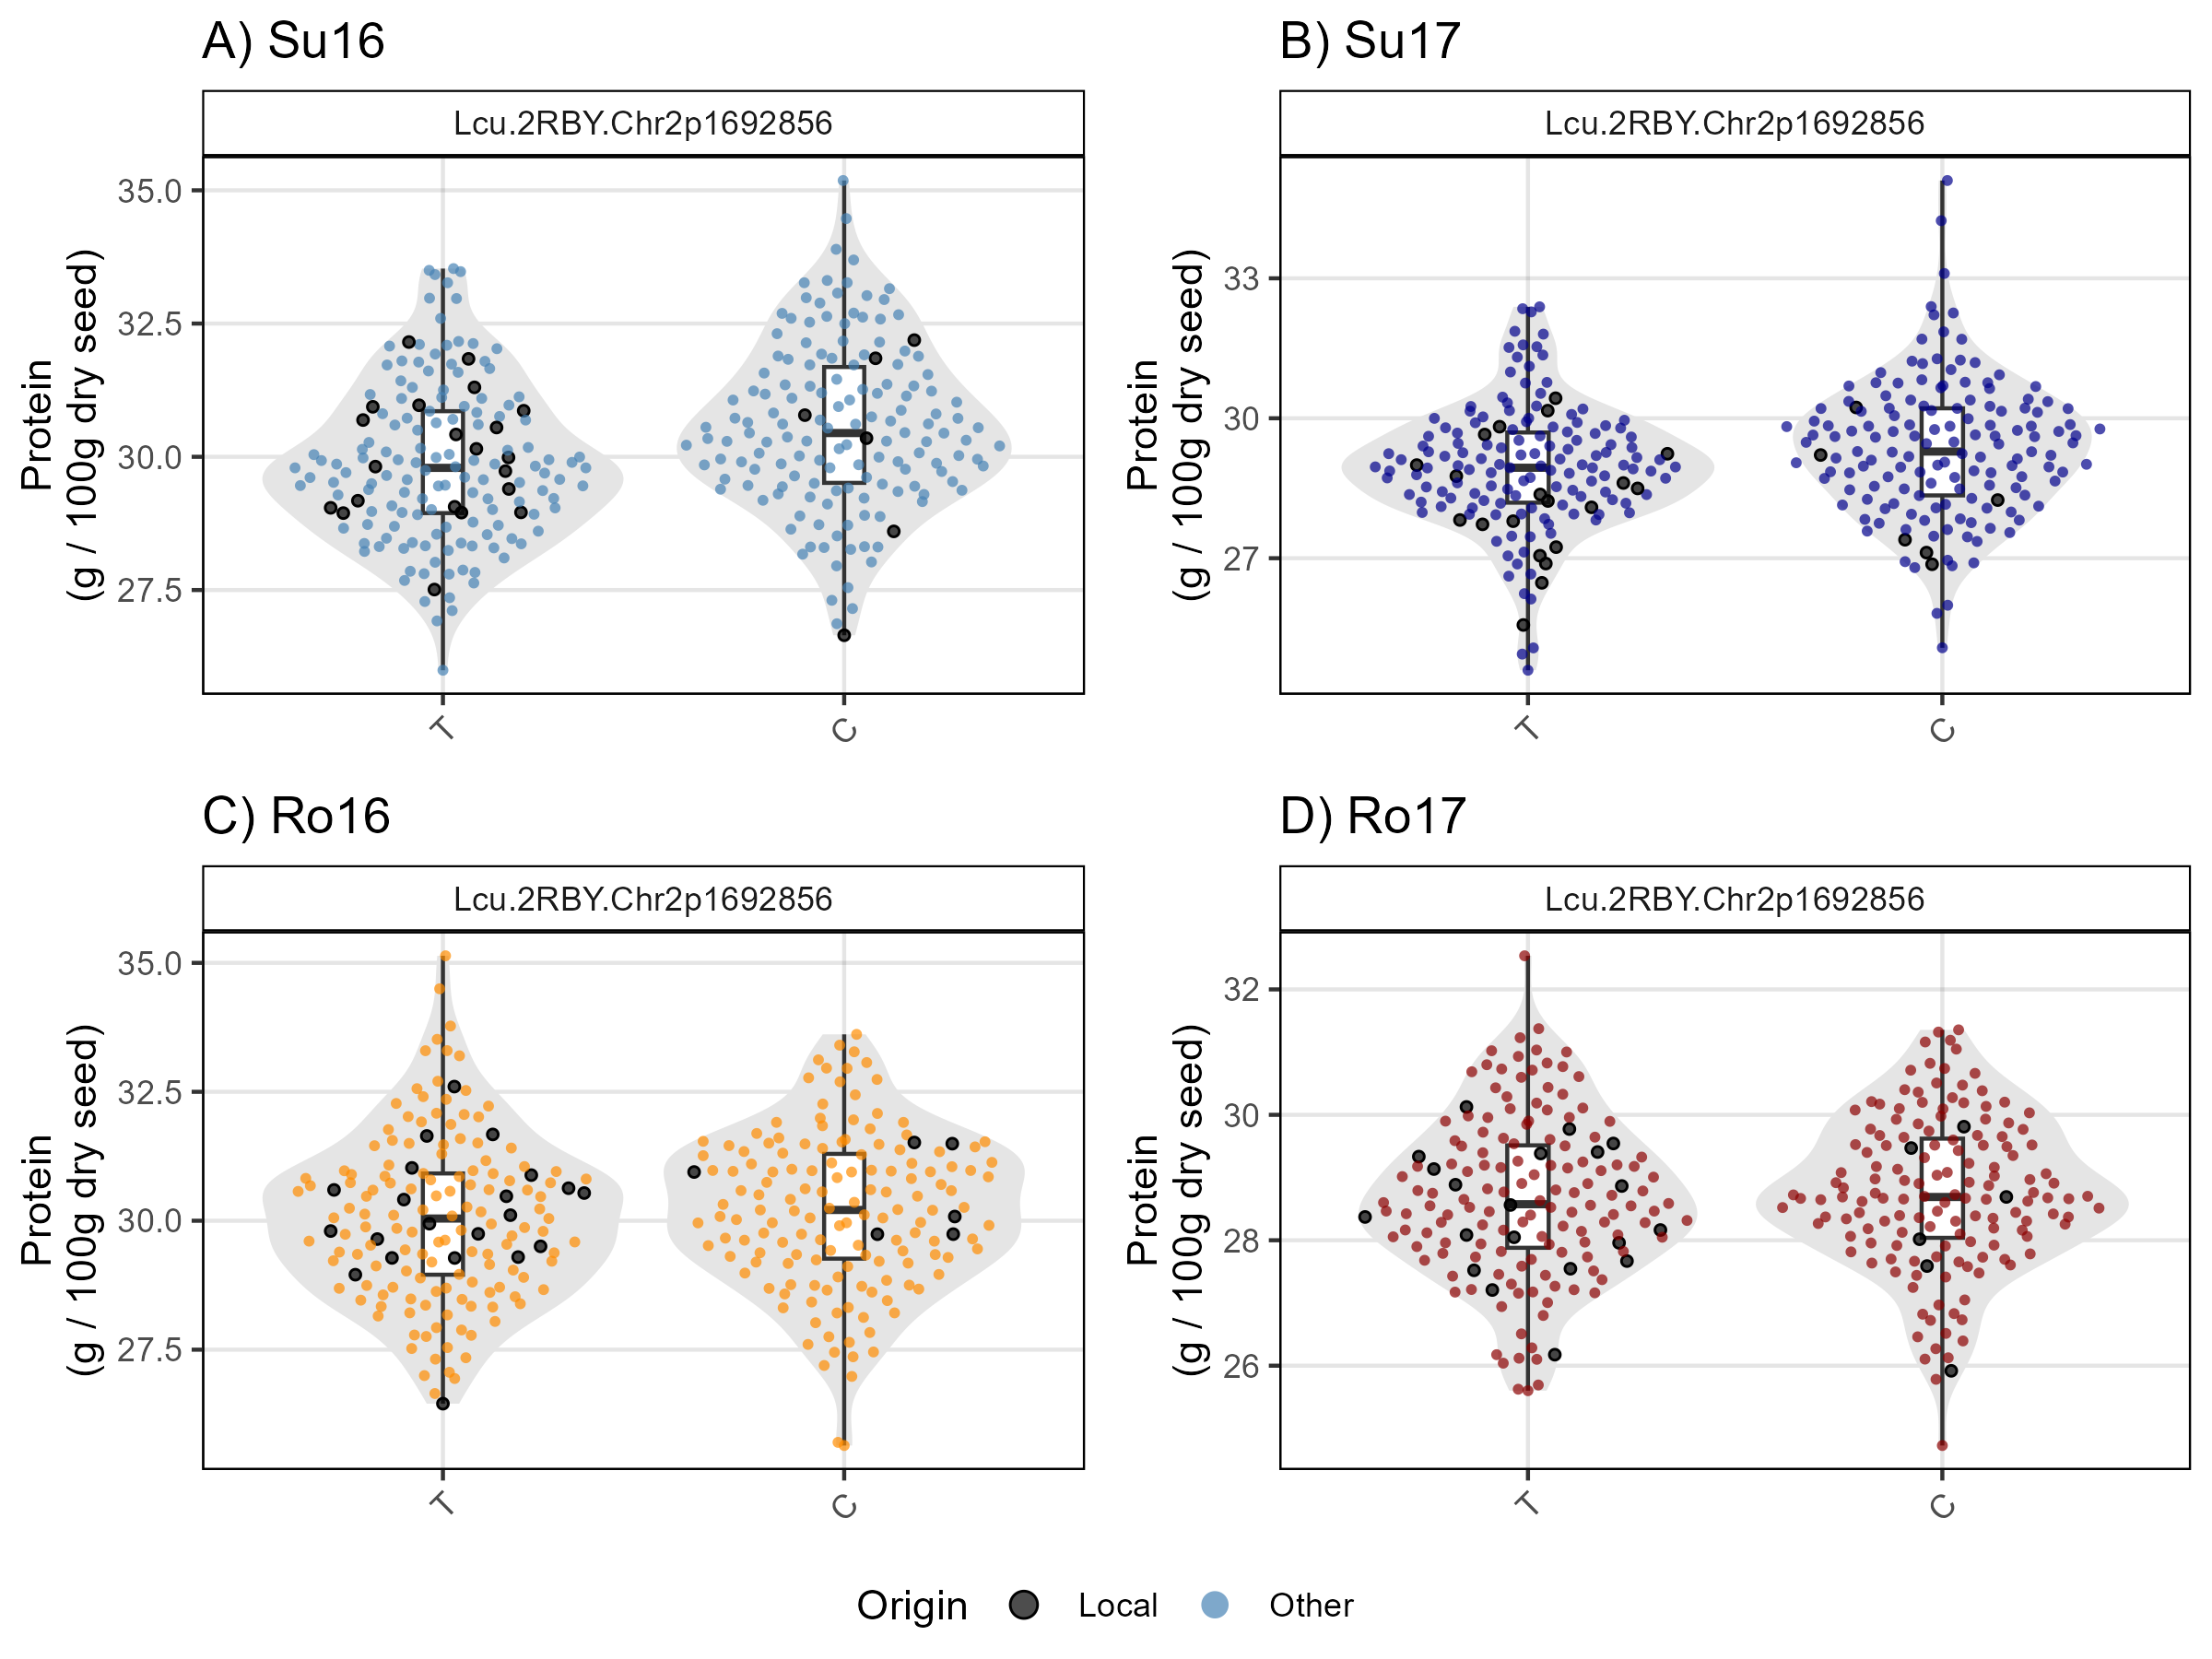 A) Su16
Lcu.2RBY.Chr2p1692856
Protein
(g / 100g dry seed)
35.0
32.5
30.0
27.5
T
C
B) Su17
Lcu.2RBY.Chr2p1692856
Protein
(g / 100g dry seed)
33
30
27
T
C
C) Ro16
Lcu.2RBY.Chr2p1692856
Protein
(g / 100g dry seed)
35.0
32.5
30.0
27.5
T
C
D) Ro17
Lcu.2RBY.Chr2p1692856
Protein
(g / 100g dry seed)
32
30
28
26
T
C
Origin Local Other